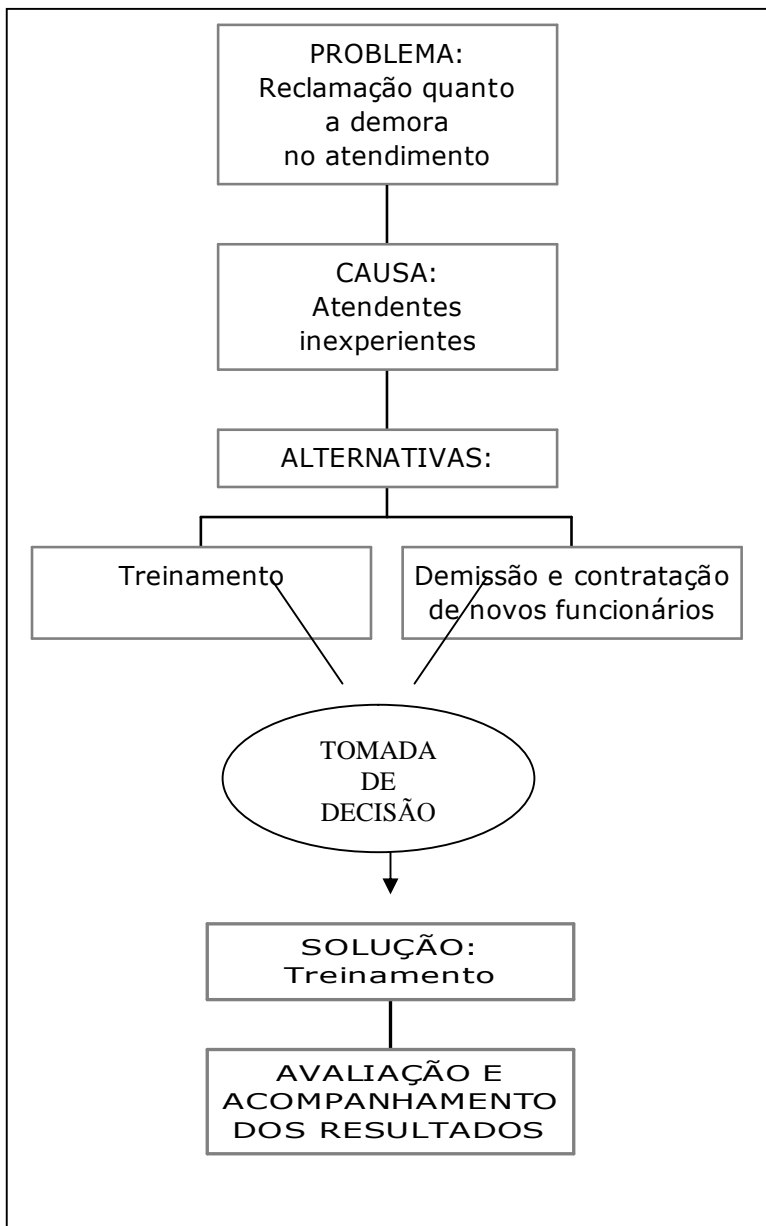 PROBLEMA:
Reclamação quanto
a demora
no atendimento
CAUSA:
Atendentes
inexperientes
ALTERNATIVAS:
Treinamento
Demissão e contratação
de novos funcionários
TOMADA
DE
DECISÃO
SOLUÇÃO:
Treinamento
AVALIAÇÃO E
ACOMPANHAMENTO
DOS RESULTADOS